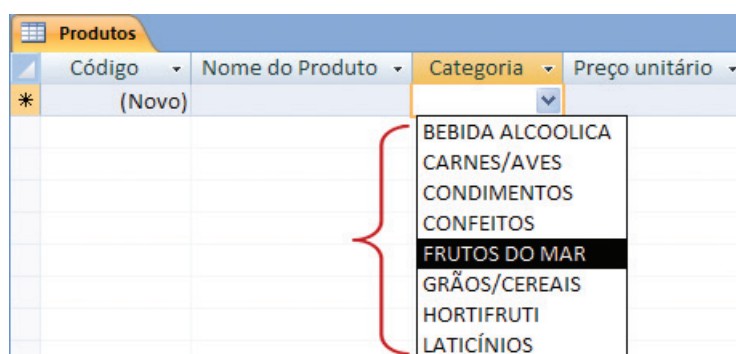 Produtos
Código Nome do Produto Categoria Preço unitário
* (Novo)
BEBIDA ALCOOLICA
CARNES/AVES
CONDIMENTOS
CONFEITOS
FRUTOS DO MAR
GRÃOS/CEREAIS
HORTIFRUTI
LATICÍNIOS